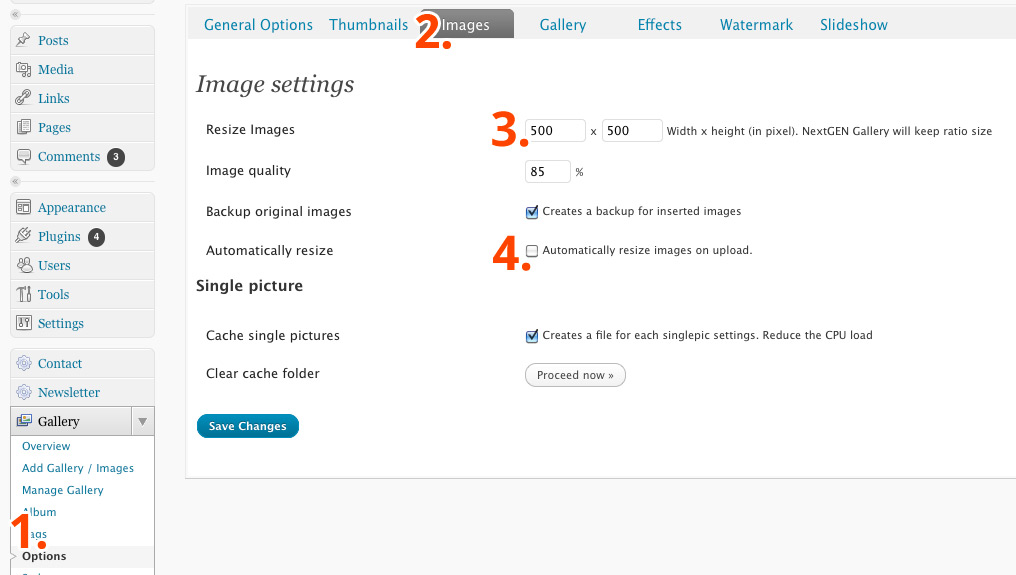 Posts
Media
Links
Pages
Comments 3
Appearance
Plugins 4
Users
Tools
Settings
Contact
Newsletter
Gallery
Overview
Add Gallery / Images
Manage Gallery
Album
1.
Options
General Options Thumbnails 2. Images Gallery Effects Watermark Slideshow
Image settings
Resize Images 3. 500 x 500 Width x height (in pixel). NextGEN Gallery will keep ratio size
Image quality 85 %
Backup original images Creates a backup for inserted images
Automatically resize 4. Automatically resize images on upload.
Single picture
Cache single pictures Creates a file for each singlepic settings. Reduce the CPU load
Clear cache folder Proceed now »
Save Changes